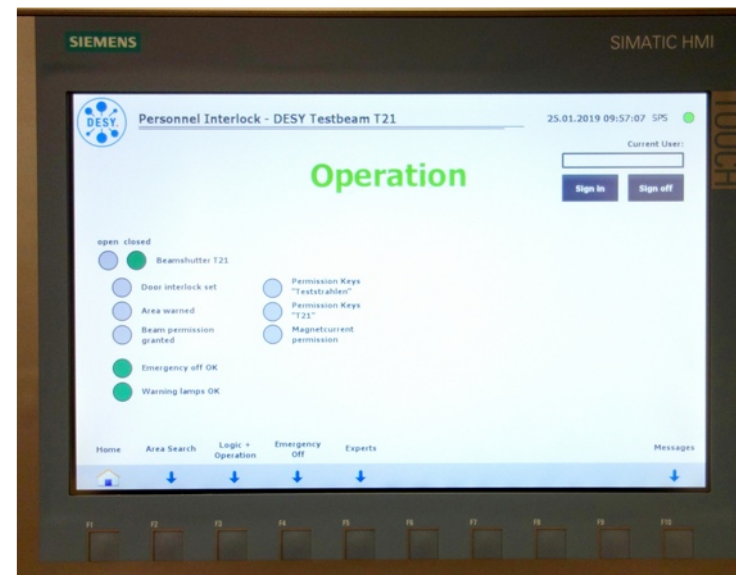 SIEMENS
SIMATIC HMI
TOUCH
DESY.
Personnel Interlock - DESY Testbeam T21
25.01.2019 09:57:07 SPS
Current User:
Operation
Sign in
Sign off
open closed
Beamshutter T21
Door interlock set
Permission Keys
"Teststrahlen"
Area warned
Permission Keys
"T21"
Beam permission
granted
Magnetcurrent
permission
Emergency off OK
Warning lamps OK
Home
Area Search
Logic +
Operation
Emergency
Off
Experts
Messages
F1 F2 F3 F4 F5 F6 F7 F8 F9 F10